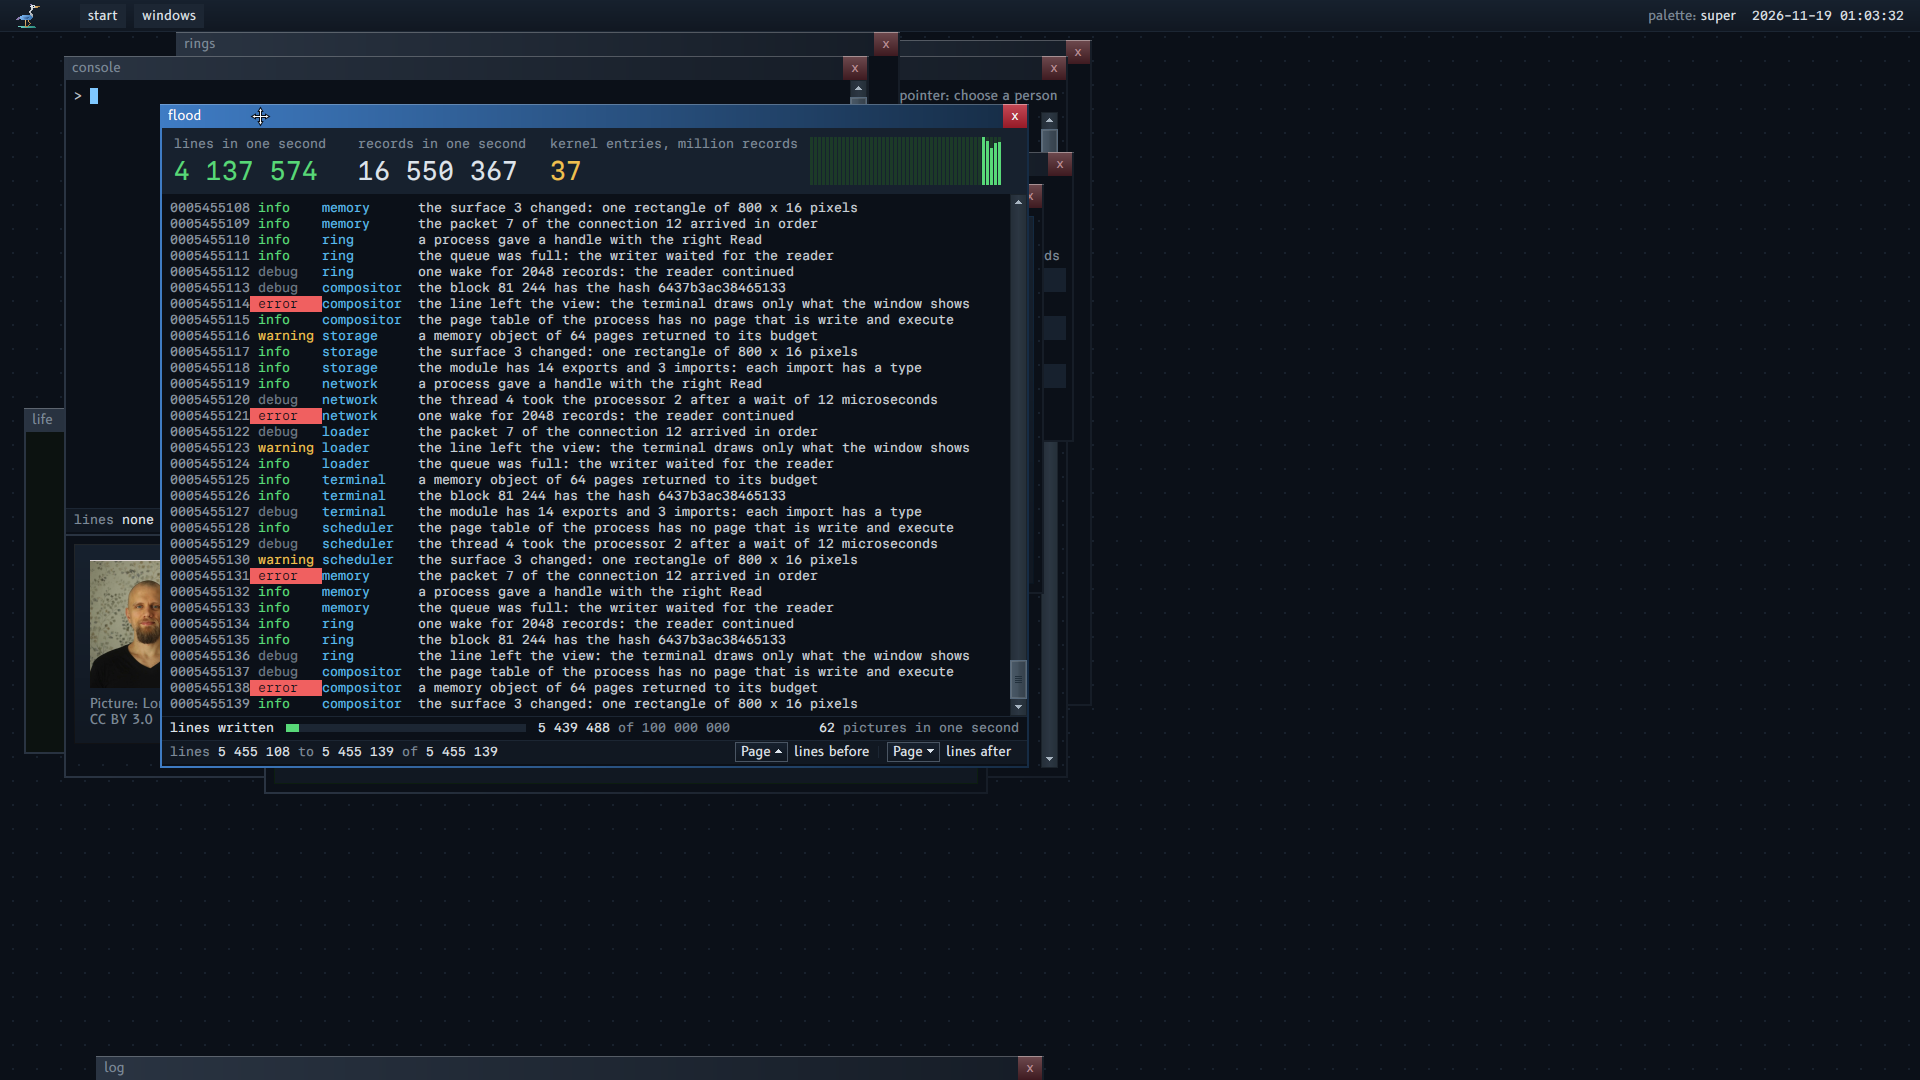 start windows palette: super 2026-11-19 01:03:32
rings x
x
console x
x
> 
pointer: choose a person
flood x
lines in one second records in one second kernel entries, million records
4 137 574 16 550 367 37
x
x
0005455108 info memory the surface 3 changed: one rectangle of 800 x 16 pixels
0005455109 info memory the packet 7 of the connection 12 arrived in order
0005455110 info ring a process gave a handle with the right Read
0005455111 info ring the queue was full: the writer waited for the reader
ds
0005455112 debug ring one wake for 2048 records: the reader continued
0005455113 debug compositor the block 81 244 has the hash 6437b3ac38465133
0005455114 error compositor the line left the view: the terminal draws only what the window shows
0005455115 info compositor the page table of the process has no page that is write and execute
0005455116 warning storage a memory object of 64 pages returned to its budget
0005455117 info storage the surface 3 changed: one rectangle of 800 x 16 pixels
0005455118 info storage the module has 14 exports and 3 imports: each import has a type
0005455119 info network a process gave a handle with the right Read
0005455120 debug network the thread 4 took the processor 2 after a wait of 12 microseconds
0005455121 error network one wake for 2048 records: the reader continued
life
0005455122 debug loader the packet 7 of the connection 12 arrived in order
0005455123 warning loader the line left the view: the terminal draws only what the window shows
0005455124 info loader the queue was full: the writer waited for the reader
0005455125 info terminal a memory object of 64 pages returned to its budget
0005455126 info terminal the block 81 244 has the hash 6437b3ac38465133
0005455127 debug terminal the module has 14 exports and 3 imports: each import has a type
lines none
0005455128 info scheduler the page table of the process has no page that is write and execute
0005455129 debug scheduler the thread 4 took the processor 2 after a wait of 12 microseconds
0005455130 warning scheduler the surface 3 changed: one rectangle of 800 x 16 pixels
0005455131 error memory the packet 7 of the connection 12 arrived in order
0005455132 info memory a process gave a handle with the right Read
0005455133 info memory the queue was full: the writer waited for the reader
0005455134 info ring one wake for 2048 records: the reader continued
0005455135 info ring the block 81 244 has the hash 6437b3ac38465133
0005455136 debug ring the line left the view: the terminal draws only what the window shows
0005455137 debug compositor the page table of the process has no page that is write and execute
0005455138 error compositor a memory object of 64 pages returned to its budget
0005455139 info compositor the surface 3 changed: one rectangle of 800 x 16 pixels
Picture: Lo
CC BY 3.0
lines written 5 439 488 of 100 000 000 62 pictures in one second
lines 5 455 108 to 5 455 139 of 5 455 139 Page lines before Page lines after
log x